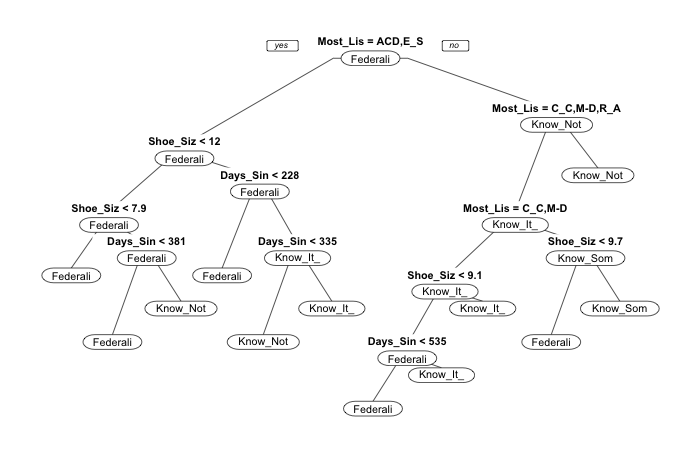 yes
Most_Lis = ACD,E_S
no
Federali
Most_Lis = C_C,M-D,R_A
Know_Not
Shoe_Siz < 12
Federali
Know_Not
Days_Sin < 228
Federali
Shoe_Siz < 7.9
Federali
Most_Lis = C_C,M-D
Know_It_
Days_Sin < 381
Federali
Days_Sin < 335
Know_It_
Shoe_Siz < 9.7
Know_Som
Federali
Federali
Shoe_Siz < 9.1
Know_It_
Know_Not
Know_It_
Know_It_
Know_Som
Federali
Know_Not
Days_Sin < 535
Federali
Federali
Know_It_
Federali